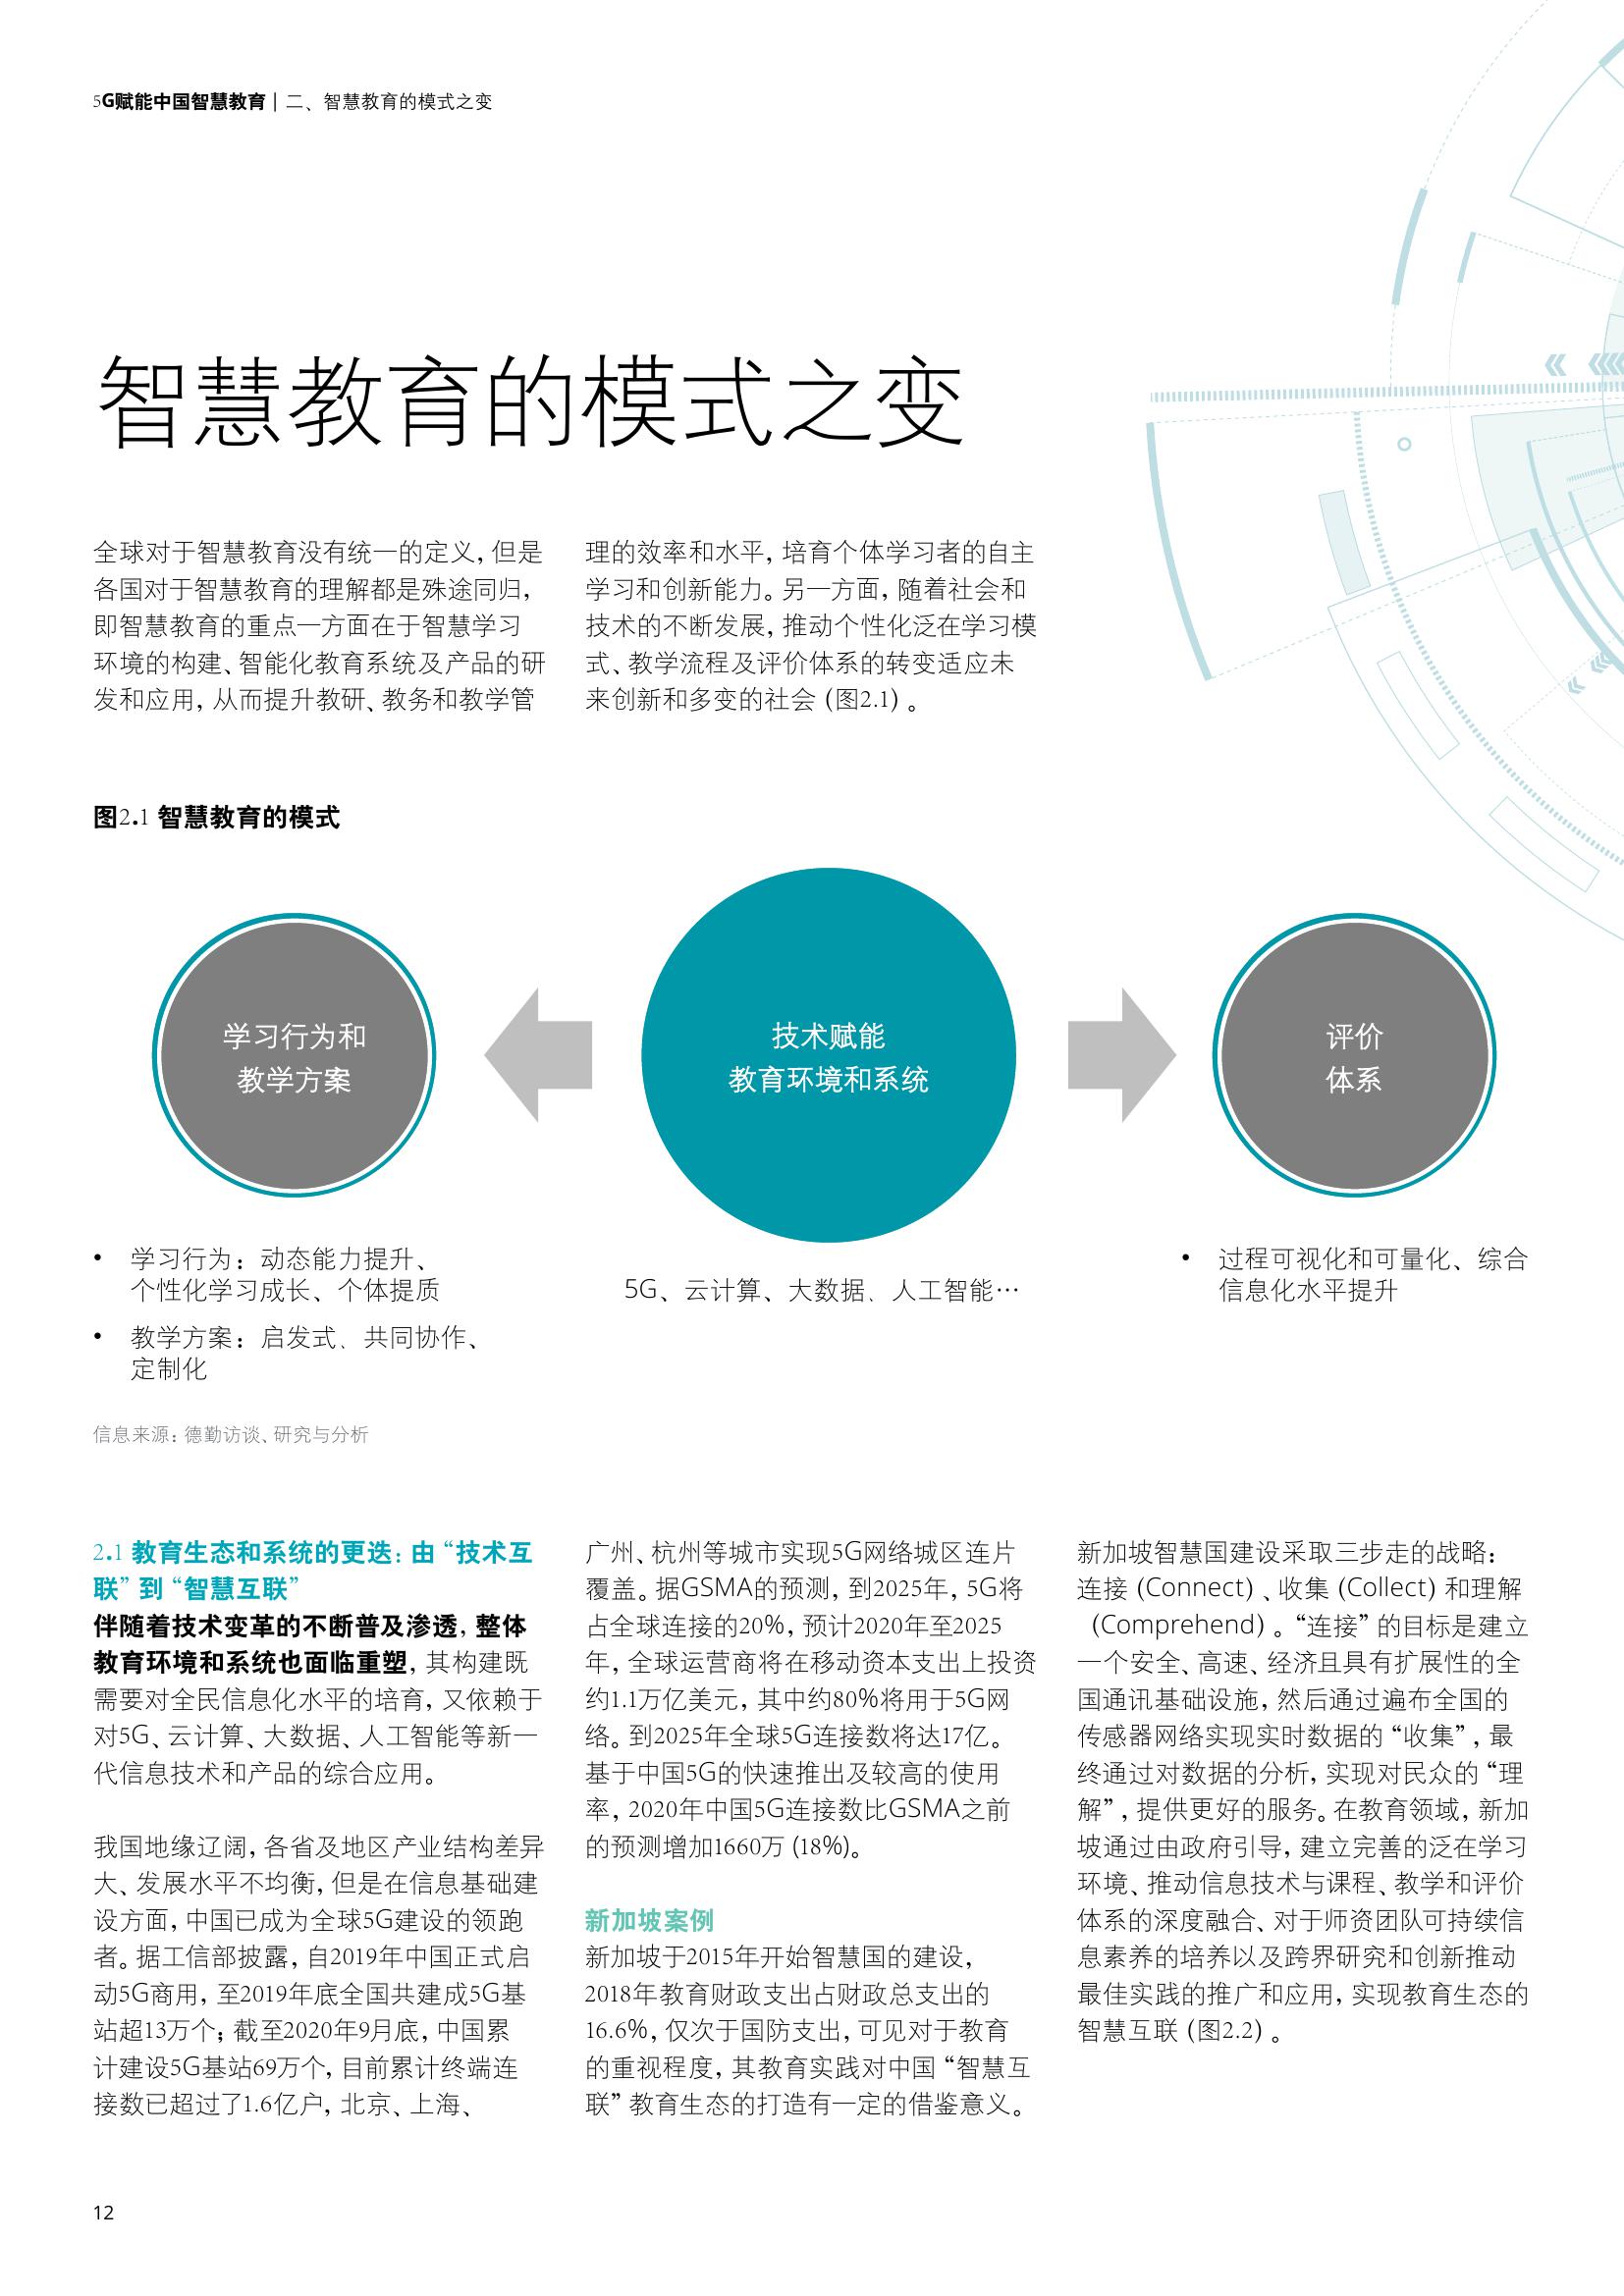 5G赋能中国智慧教育 | 二、智慧教育的模式之变
智慧教育的模式之变
全球对于智慧教育没有统一的定义，但是
各国对于智慧教育的理解都是殊途同归，
即智慧教育的重点一方面在于智慧学习
环境的构建、智能化教育系统及产品的研
发和应用，从而提升教研、教务和教学管
理的效率和水平，培育个体学习者的自主
学习和创新能力。另一方面，随着社会和
技术的不断发展，推动个性化泛在学习模
式、教学流程及评价体系的转变适应未
来创新和多变的社会（图2.1）。
图2.1 智慧教育的模式
学习行为和
教学方案
技术赋能
教育环境和系统
评价
体系
• 学习行为：动态能力提升、
个性化学习成长、个体提质
• 教学方案：启发式、共同协作、
定制化
5G、云计算、大数据、人工智能…
• 过程可视化和可量化、综合
信息化水平提升
信息来源：德勤访谈、研究与分析
2.1 教育生态和系统的更迭：由“技术互
联”到“智慧互联”
伴随着技术变革的不断普及渗透，整体
教育环境和系统也面临重塑，其构建既
需要对全民信息化水平的培育，又依赖于
对5G、云计算、大数据、人工智能等新一
代信息技术和产品的综合应用。
我国地缘辽阔，各省及地区产业结构差异
大、发展水平不均衡，但是在信息基础建
设方面，中国已成为全球5G建设的领跑
者。据工信部披露，自2019年中国正式启
动5G商用，至2019年底全国共建成5G基
站超13万个；截至2020年9月底，中国累
计建设5G基站69万个，目前累计终端连
接数已超过了1.6亿户，北京、上海、
广州、杭州等城市实现5G网络城区连片
覆盖。据GSMA的预测，到2025年，5G将
占全球连接的20%，预计2020年至2025
年，全球运营商将在移动资本支出上投资
约1.1万亿美元，其中约80%将用于5G网
络。到2025年全球5G连接数将达17亿。
基于中国5G的快速推出及较高的使用
率，2020年中国5G连接数比GSMA之前
的预测增加1660万 (18%)。
新加坡案例
新加坡于2015年开始智慧国的建设，
2018年教育财政支出占财政总支出的
16.6%，仅次于国防支出，可见对于教育
的重视程度，其教育实践对中国“智慧互
联”教育生态的打造有一定的借鉴意义。
新加坡智慧国建设采取三步走的战略：
连接（Connect）、收集（Collect）和理解
（Comprehend）。“连接”的目标是建立
一个安全、高速、经济且具有扩展性的全
国通讯基础设施，然后通过遍布全国的
传感器网络实现实时数据的“收集”，最
终通过对数据的分析，实现对民众的“理
解”，提供更好的服务。在教育领域，新加
坡通过由政府引导，建立完善的泛在学习
环境、推动信息技术与课程、教学和评价
体系的深度融合、对于师资团队可持续信
息素养的培养以及跨界研究和创新推动
最佳实践的推广和应用，实现教育生态的
智慧互联（图2.2）。
12